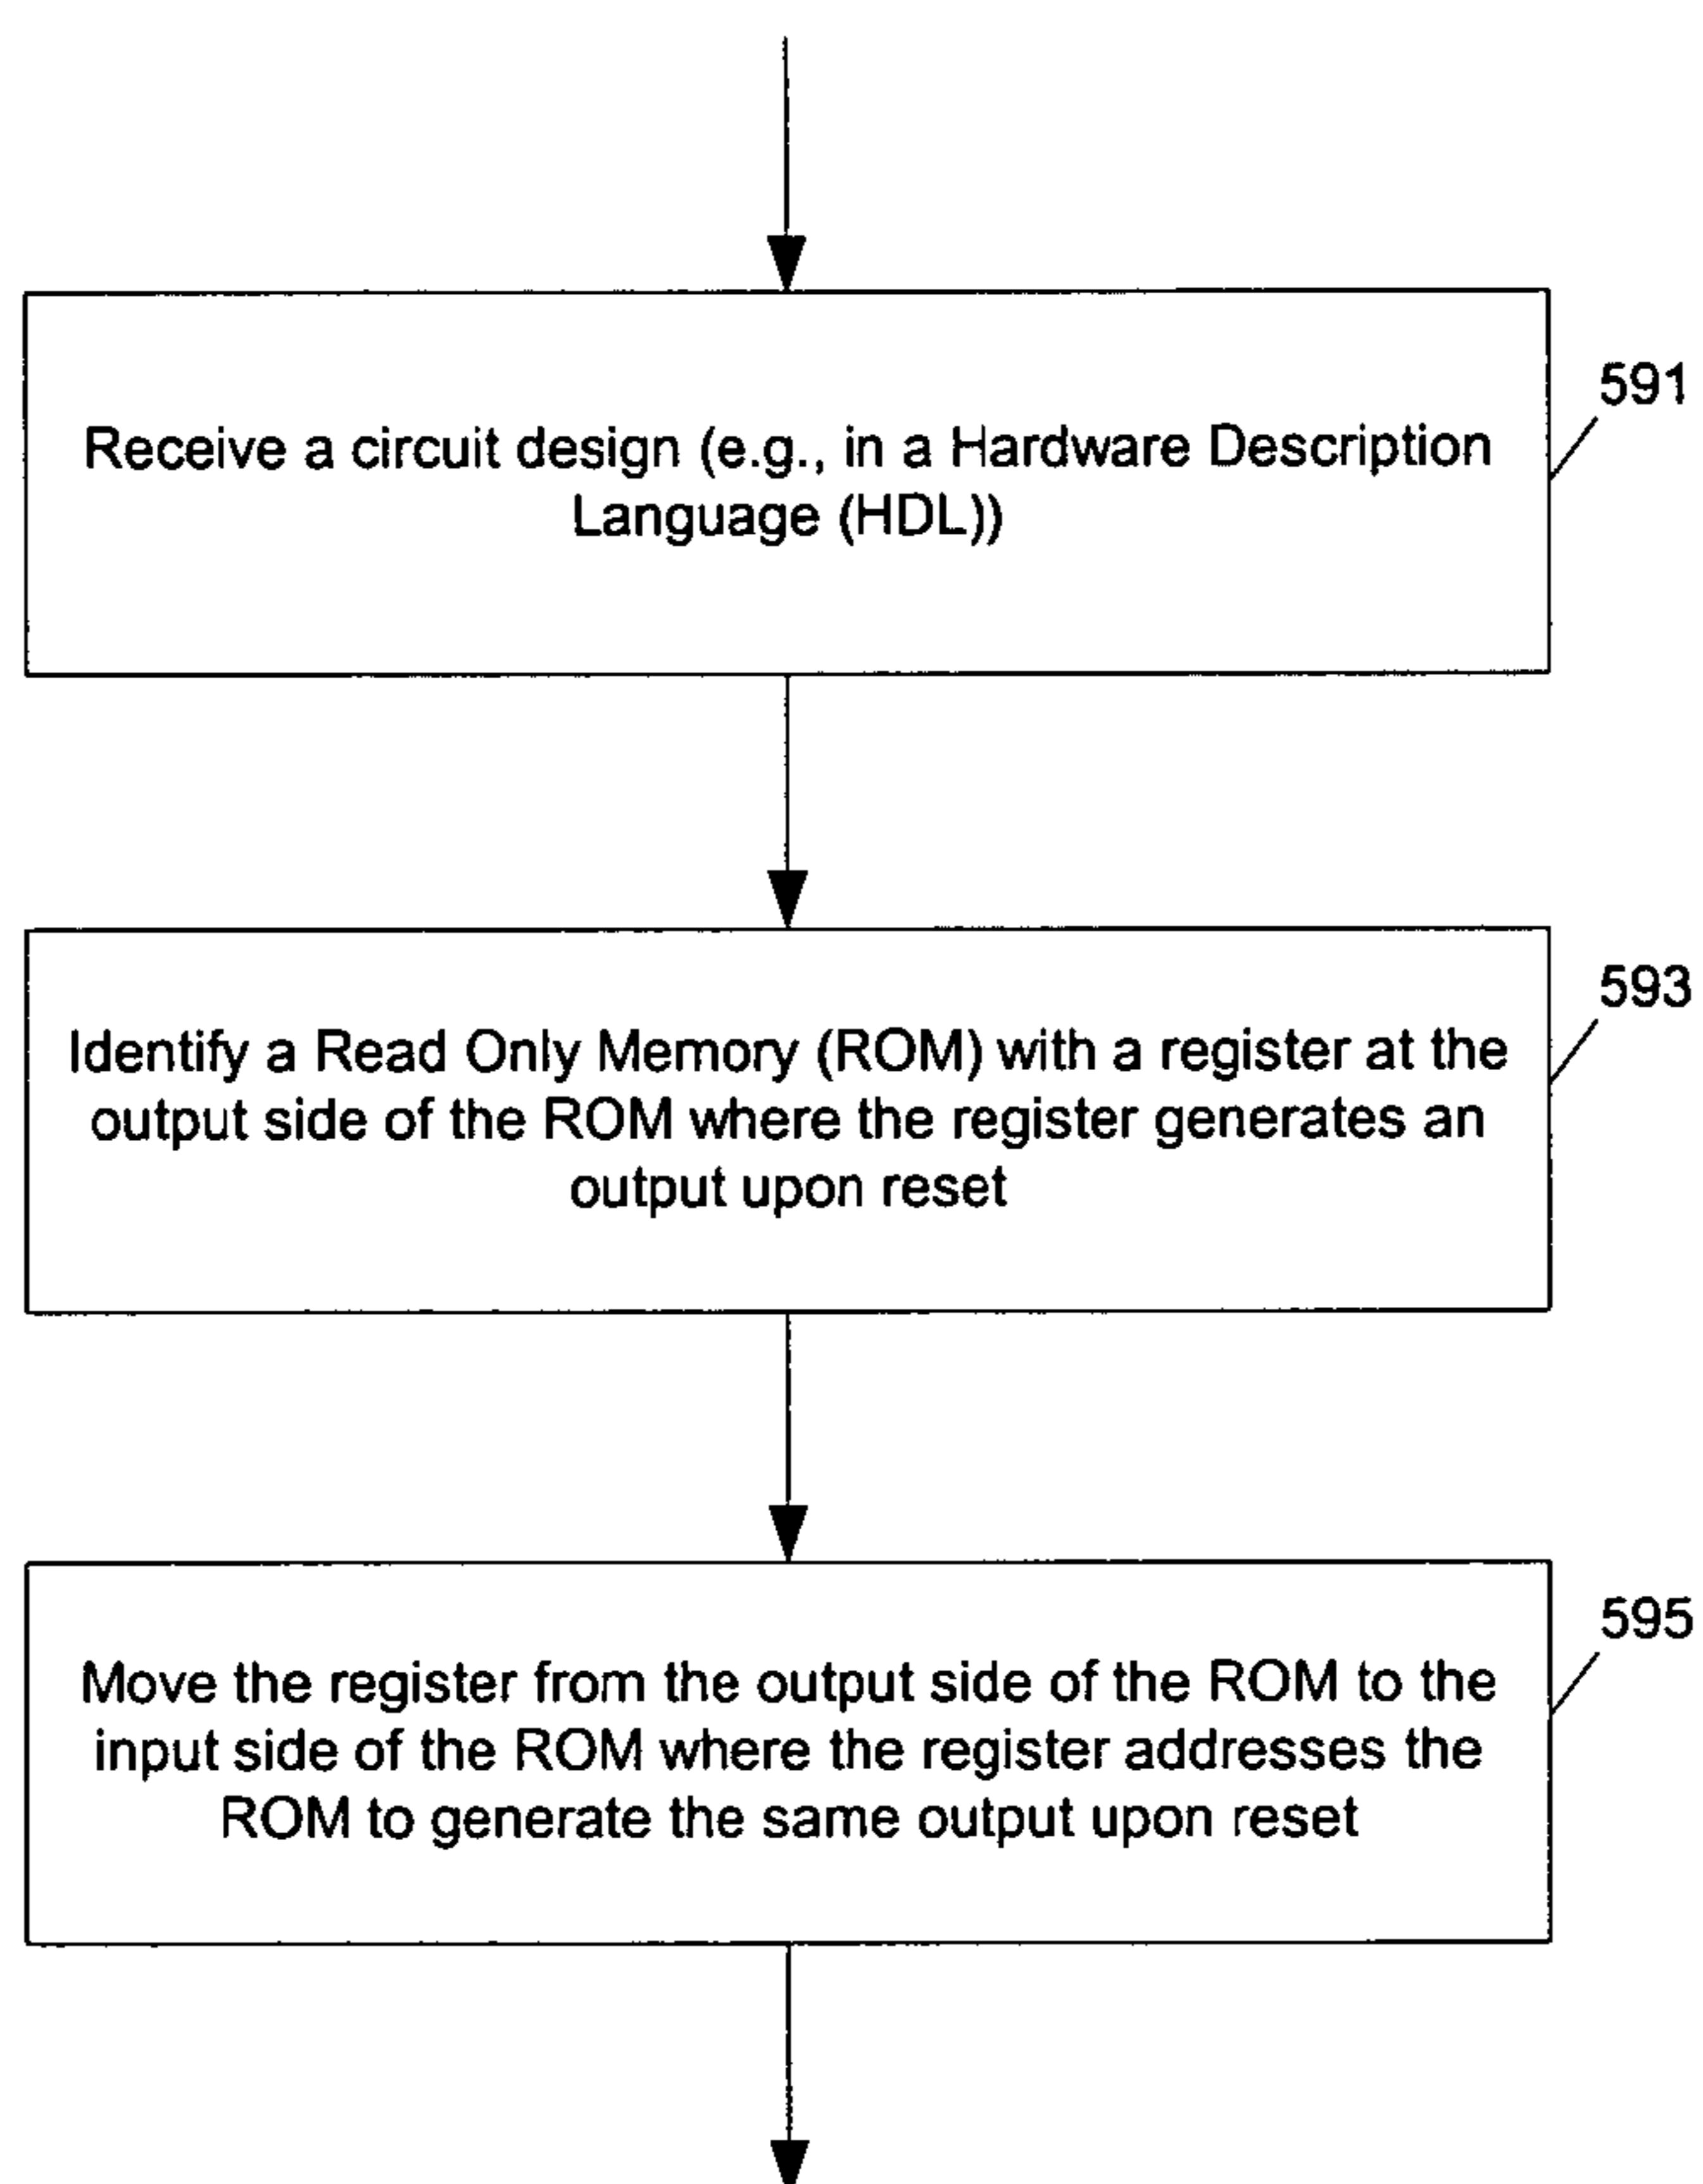 Receive a circuit design (e.g., in a Hardware Description
Language (HDL))
591
Identify a Read Only Memory (ROM) with a register at the
output side of the ROM where the register generates an
output upon reset
593
Move the register from the output side of the ROM to the
input side of the ROM where the register addresses the
ROM to generate the same output upon reset
595